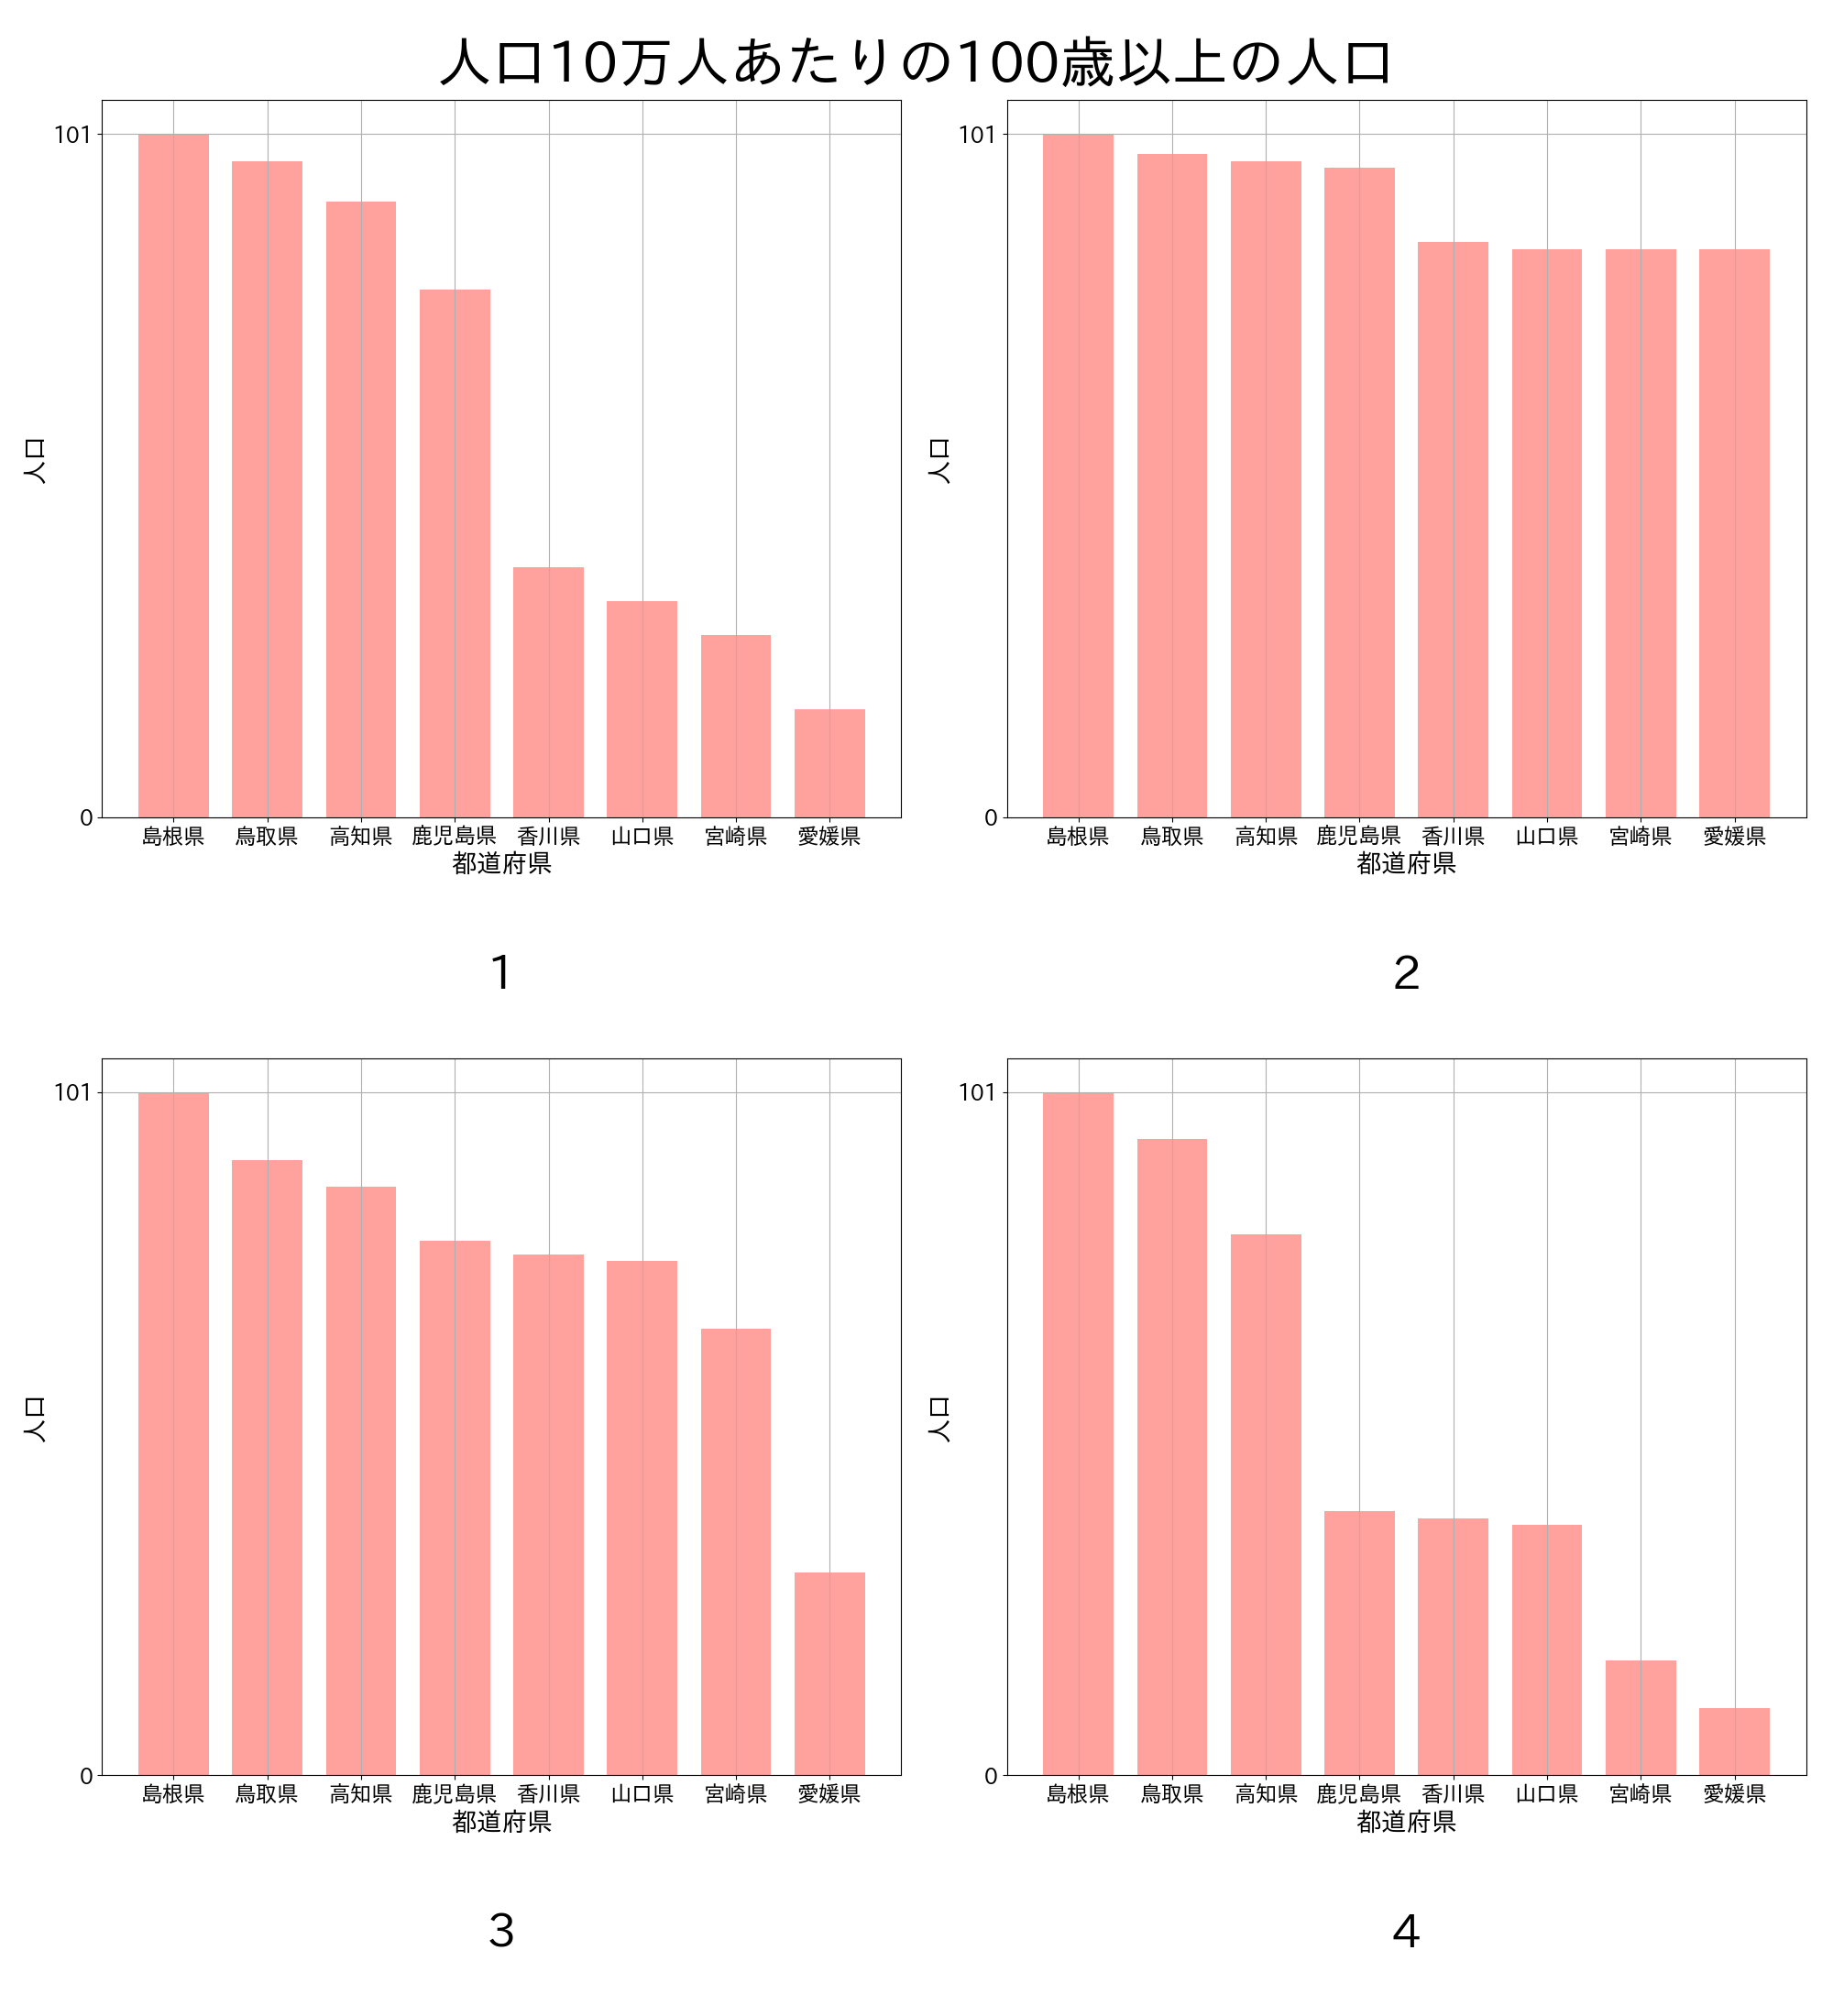 人口10万人あたりの100歳以上の人口
101
0
人口
島根県 鳥取県 高知県 鹿児島県 香川県 山口県 宮崎県 愛媛県
都道府県
1
101
0
人口
島根県 鳥取県 高知県 鹿児島県 香川県 山口県 宮崎県 愛媛県
都道府県
2
101
0
人口
島根県 鳥取県 高知県 鹿児島県 香川県 山口県 宮崎県 愛媛県
都道府県
3
101
0
人口
島根県 鳥取県 高知県 鹿児島県 香川県 山口県 宮崎県 愛媛県
都道府県
4